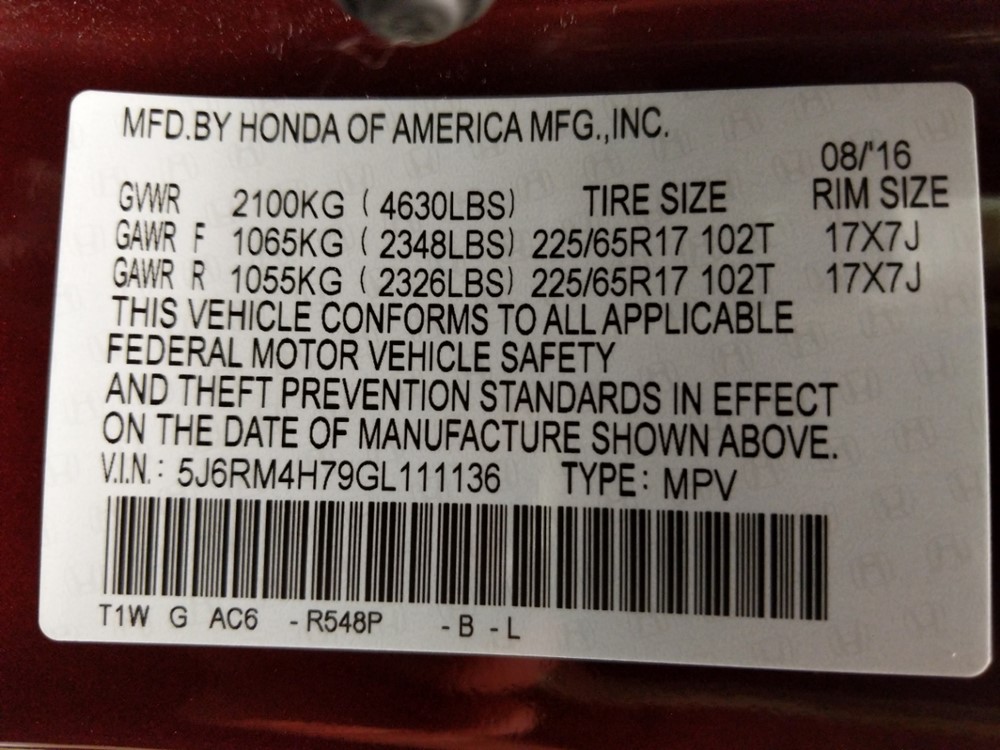 MFD.BY HONDA OF AMERICA MFG.,INC.
08/'16
GVWR 2100KG ( 4630LBS) TIRE SIZE RIM SIZE
GAWR F 1065KG ( 2348LBS) 225/65R17 102T 17X7J
GAWR R 1055KG ( 2326LBS) 225/65R17 102T 17X7J
THIS VEHICLE CONFORMS TO ALL APPLICABLE
FEDERAL MOTOR VEHICLE SAFETY
AND THEFT PREVENTION STANDARDS IN EFFECT
ON THE DATE OF MANUFACTURE SHOWN ABOVE.
V.I.N.: 5J6RM4H79GL111136 TYPE: MPV
T1W G AC6 - R548P - B - L